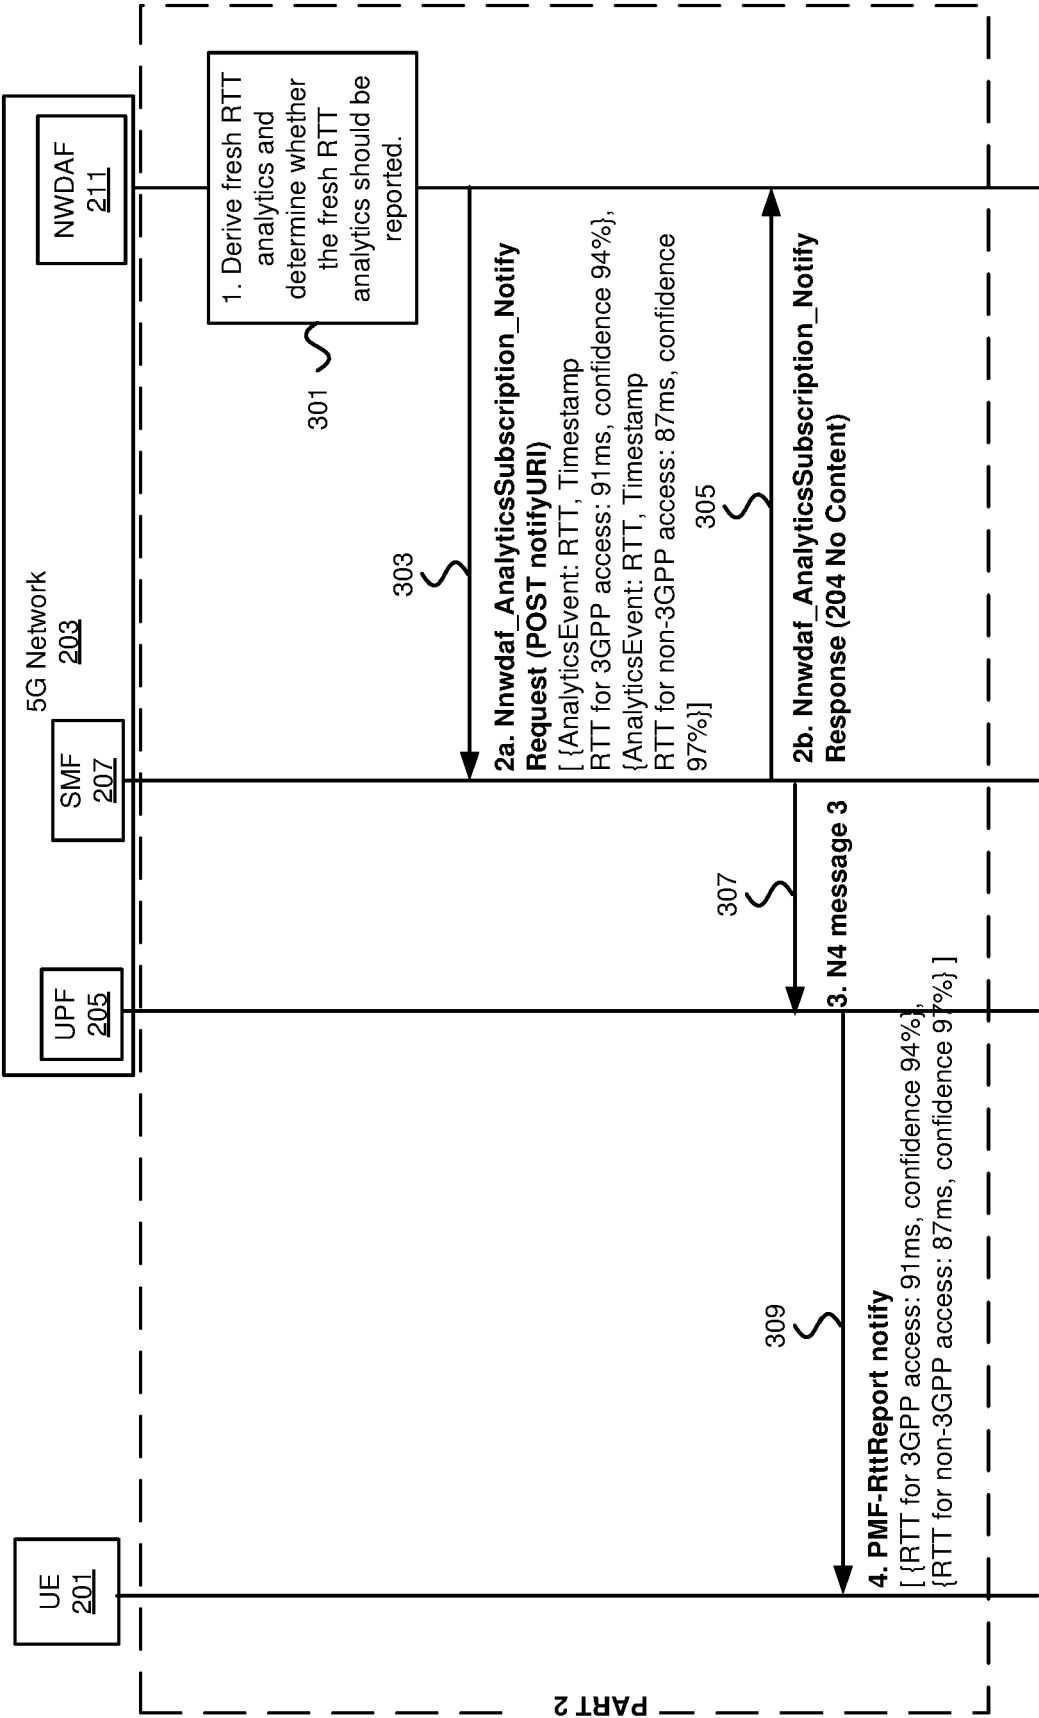 5G Network
203
UE
201
UPF
205
SMF
207
NWDAF
211
1. Derive fresh RTT
analytics and
determine whether
the fresh RTT
analytics should be
reported.
301
303
2a. Nnwdaf_AnalyticsSubscription_Notify
Request (POST notifyURI)
[ {AnalyticsEvent: RTT, Timestamp
RTT for 3GPP access: 91ms, confidence 94%},
{AnalyticsEvent: RTT, Timestamp
RTT for non-3GPP access: 87ms, confidence
97%}]
305
2b. Nnwdaf_AnalyticsSubscription_Notify
Response (204 No Content)
307
3. N4 message 3
309
4. PMF-RttReport notify
[ {RTT for 3GPP access: 91ms, confidence 94%},
{RTT for non-3GPP access: 87ms, confidence 97%} ]
PART 2